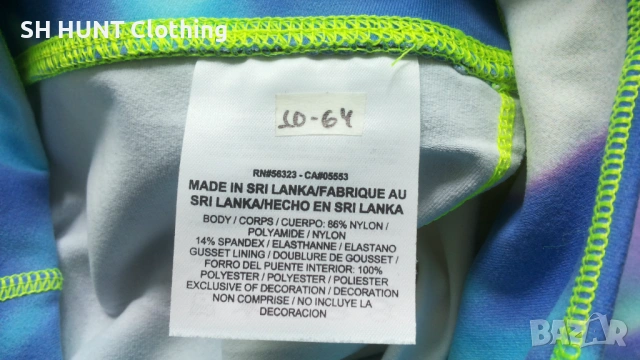 SH HUNT Clothing
10-64
RN#56323 - CA#05553
MADE IN SRI LANKA/FABRIQUE AU
SRI LANKA/HECHO EN SRI LANKA
BODY / CORPS / CUERPO: 86% NYLON /
POLYAMIDE / NYLON
14% SPANDEX / ELASTHANNE / ELASTANO
GUSSET LINING / DOUBLURE DE GOUSSET /
FORRO DEL PUENTE INTERIOR: 100%
POLYESTER / POLYESTER / POLIESTER
EXCLUSIVE OF DECORATION / DECORATION
NON COMPRISE / NO INCLUYE LA
DECORACION
BAZAR